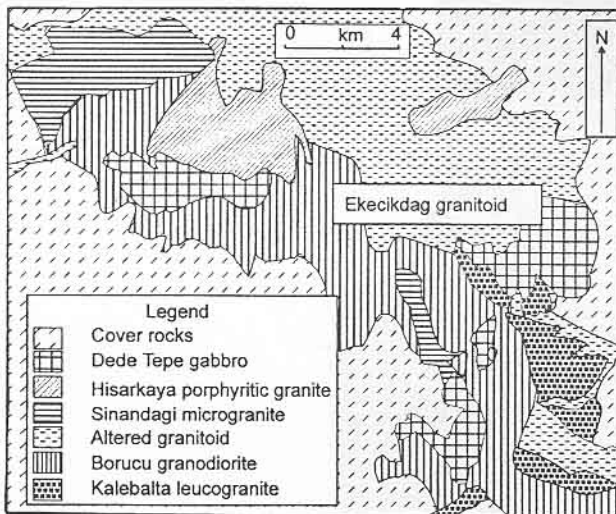 0 km 4
N
Ekecikdag granitoid
Legend
Cover rocks
Dede Tepe gabbro
Hisarkaya porphyritic granite
Sinandagi microgranite
Altered granitoid
Borucu granodiorite
Kalebalta leucogranite